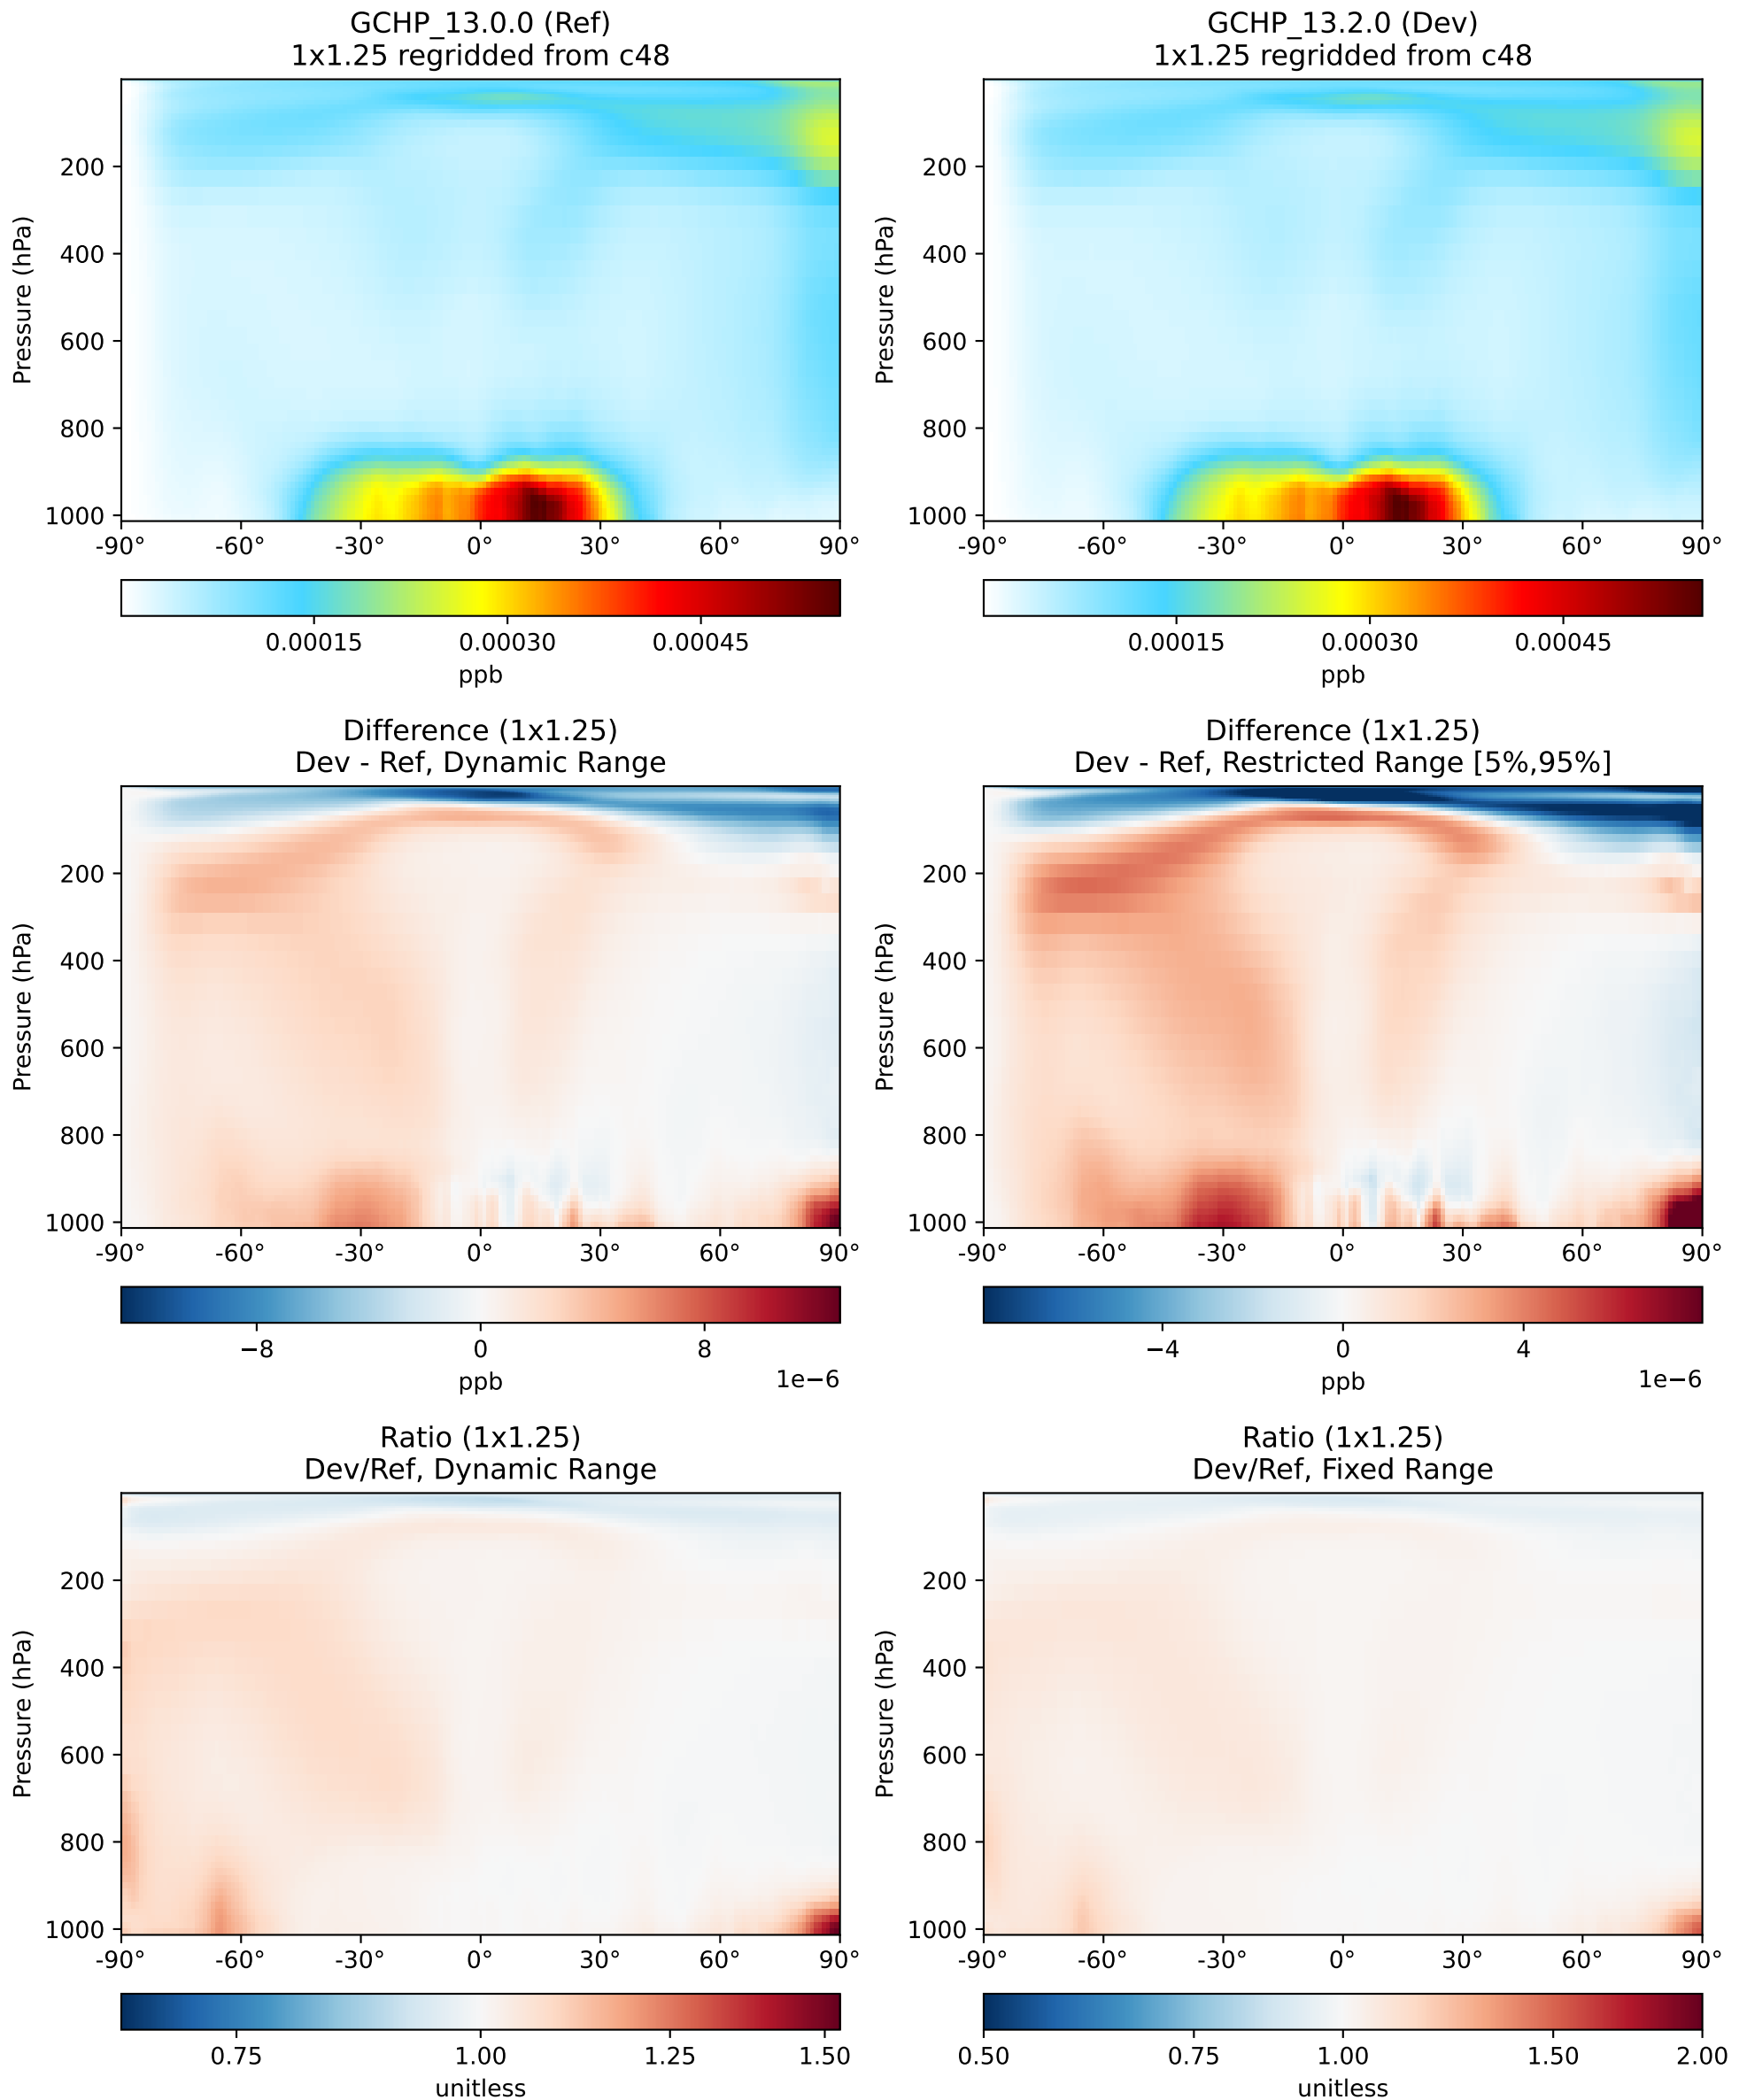 GCHP_13.0.0 (Ref)
1x1.25 regridded from c48
Pressure (hPa)
200
400
600
800
1000
-90° -60° -30° 0° 30° 60° 90°
0.00015 0.00030 0.00045
ppb
GCHP_13.2.0 (Dev)
1x1.25 regridded from c48
Pressure (hPa)
200
400
600
800
1000
-90° -60° -30° 0° 30° 60° 90°
0.00015 0.00030 0.00045
ppb
Difference (1x1.25)
Dev - Ref, Dynamic Range
Pressure (hPa)
200
400
600
800
1000
-90° -60° -30° 0° 30° 60° 90°
−8 0 8
ppb 1e−6
Difference (1x1.25)
Dev - Ref, Restricted Range [5%,95%]
Pressure (hPa)
200
400
600
800
1000
-90° -60° -30° 0° 30° 60° 90°
−4 0 4
ppb 1e−6
Ratio (1x1.25)
Dev/Ref, Dynamic Range
Pressure (hPa)
200
400
600
800
1000
-90° -60° -30° 0° 30° 60° 90°
0.75 1.00 1.25 1.50
unitless
Ratio (1x1.25)
Dev/Ref, Fixed Range
Pressure (hPa)
200
400
600
800
1000
-90° -60° -30° 0° 30° 60° 90°
0.50 0.75 1.00 1.50 2.00
unitless